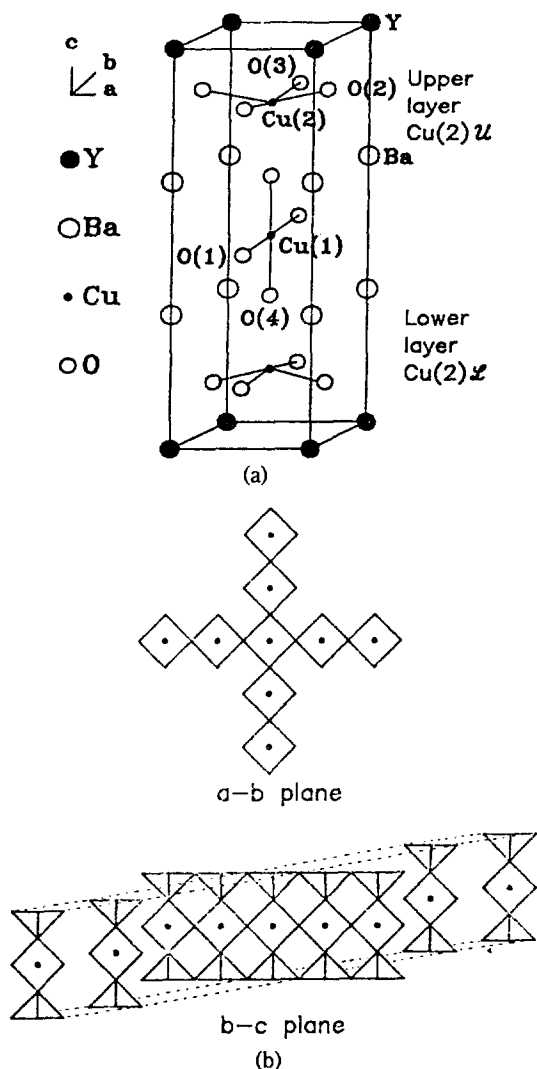 c
b
a
Y
Ba
Cu
O
Y
O(3)
O(2)
Cu(2)
Upper
layer
Cu(2) 𝒰
Ba
O(1)
Cu(1)
O(4)
Lower
layer
Cu(2) ℒ
(a)
a-b plane
b-c plane
(b)